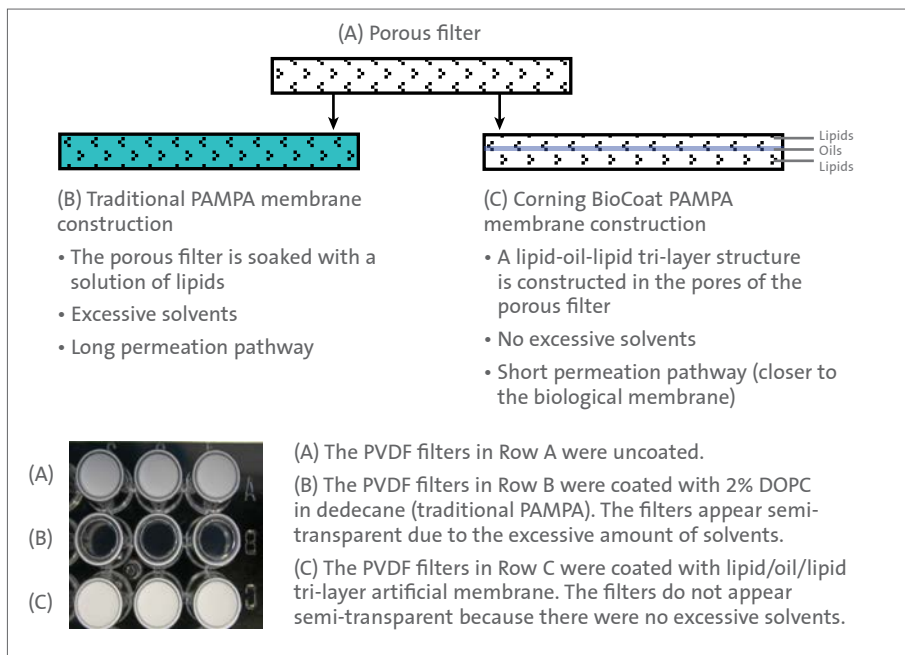 (A) Porous filter
Lipids
Oils
Lipids
(B) Traditional PAMPA membrane
construction
• The porous filter is soaked with a
solution of lipids
• Excessive solvents
• Long permeation pathway
(C) Corning BioCoat PAMPA
membrane construction
• A lipid-oil-lipid tri-layer structure
is constructed in the pores of the
porous filter
• No excessive solvents
• Short permeation pathway (closer to
the biological membrane)
(A)
(B)
(C)
A
(A) The PVDF filters in Row A were uncoated.
(B) The PVDF filters in Row B were coated with 2% DOPC
in dedecane (traditional PAMPA). The filters appear semi-
transparent due to the excessive amount of solvents.
(C) The PVDF filters in Row C were coated with lipid/oil/lipid
tri-layer artificial membrane. The filters do not appear
semi-transparent because there were no excessive solvents.